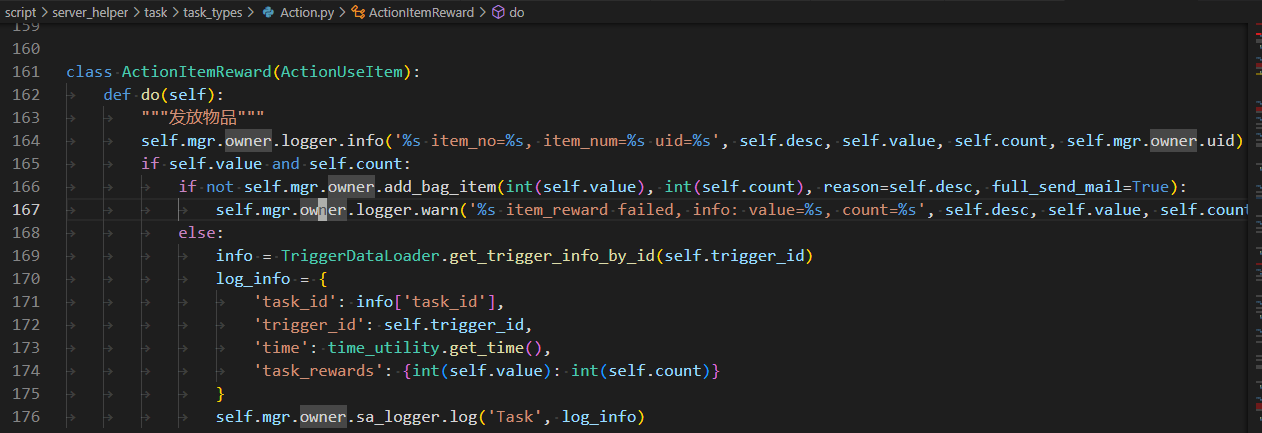 script > server_helper > task > task_types > Action.py > ActionItemReward > do
159
160
161 class ActionItemReward(ActionUseItem):
162 def do(self):
163 """发放物品"""
164 self.mgr.owner.logger.info('%s item_no=%s, item_num=%s uid=%s', self.desc, self.value, self.count, self.mgr.owner.uid)
165 if self.value and self.count:
166 if not self.mgr.owner.add_bag_item(int(self.value), int(self.count), reason=self.desc, full_send_mail=True):
167 self.mgr.owner.logger.warn('%s item_reward failed, info: value=%s, count=%s', self.desc, self.value, self.count
168 else:
169 info = TriggerDataLoader.get_trigger_info_by_id(self.trigger_id)
170 log_info = {
171 'task_id': info['task_id'],
172 'trigger_id': self.trigger_id,
173 'time': time_utility.get_time(),
174 'task_rewards': {int(self.value): int(self.count)}
175 }
176 self.mgr.owner.sa_logger.log('Task', log_info)